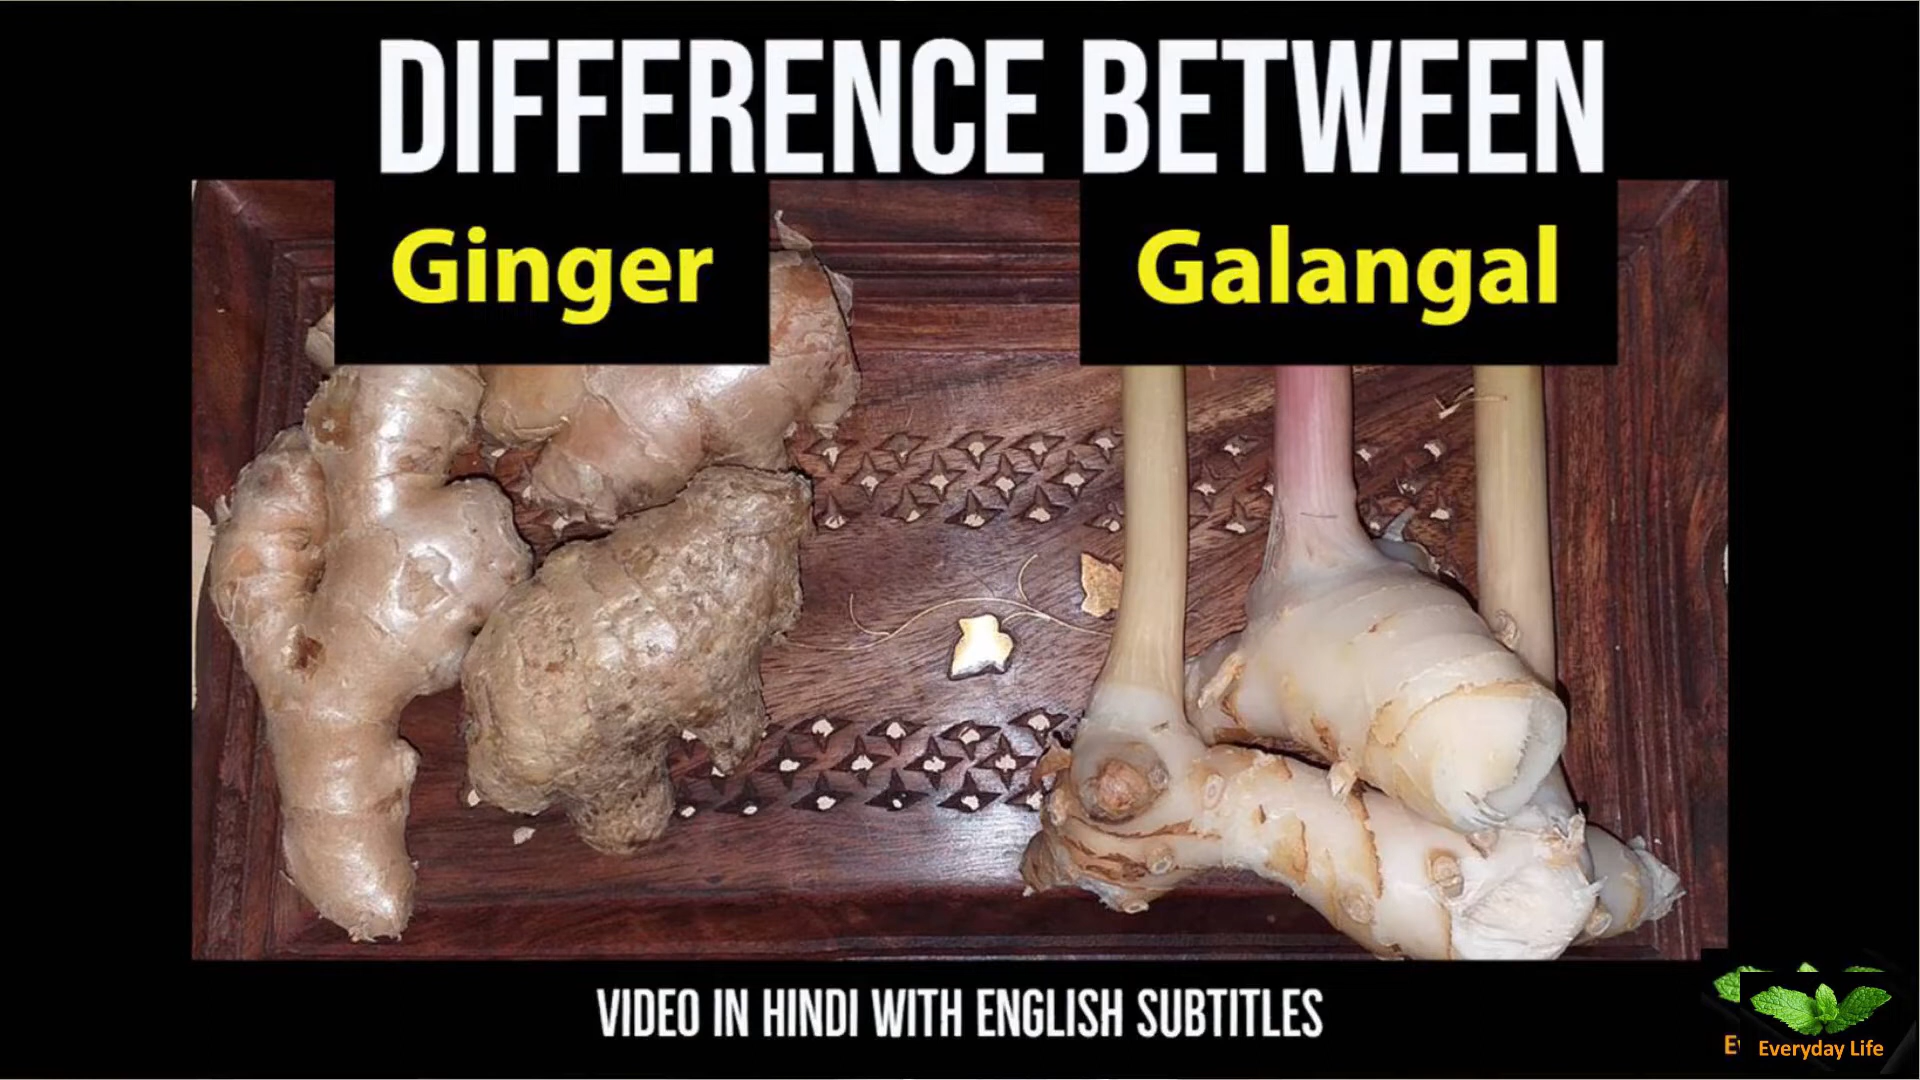 DIFFERENCE BETWEEN
Ginger
Galangal
VIDEO IN HINDI WITH ENGLISH SUBTITLES
Everyday Life